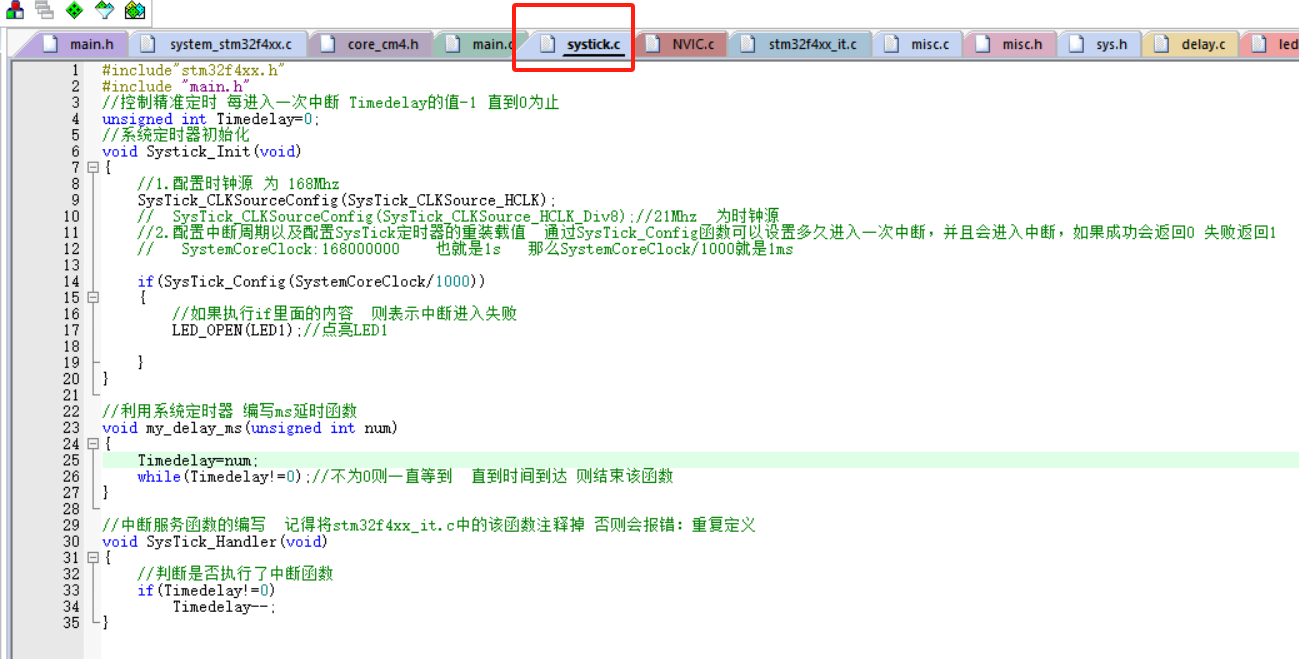 main.h system_stm32f4xx.c core_cm4.h main.c systick.c NVIC.c stm32f4xx_it.c misc.c misc.h sys.h delay.c led
1 #include"stm32f4xx.h"
2 #include "main.h"
3 //控制精准定时 每进入一次中断 Timedelay的值-1 直到0为止
4 unsigned int Timedelay=0;
5 //系统定时器初始化
6 void Systick_Init(void)
7 {
8 //1.配置时钟源 为 168Mhz
9 SysTick_CLKSourceConfig(SysTick_CLKSource_HCLK);
10 // SysTick_CLKSourceConfig(SysTick_CLKSource_HCLK_Div8);//21Mhz 为时钟源
11 //2.配置中断周期以及配置SysTick定时器的重装载值 通过SysTick_Config函数可以设置多久进入一次中断，并且会进入中断，如果成功会返回0 失败返回1
12 // SystemCoreClock:168000000 也就是1s 那么SystemCoreClock/1000就是1ms
13
14 if(SysTick_Config(SystemCoreClock/1000))
15 {
16 //如果执行if里面的内容 则表示中断进入失败
17 LED_OPEN(LED1);//点亮LED1
18
19 }
20 }
21
22 //利用系统定时器 编写ms延时函数
23 void my_delay_ms(unsigned int num)
24 {
25 Timedelay=num;
26 while(Timedelay!=0);//不为0则一直等到 直到时间到达 则结束该函数
27 }
28
29 //中断服务函数的编写 记得将stm32f4xx_it.c中的该函数注释掉 否则会报错：重复定义
30 void SysTick_Handler(void)
31 {
32 //判断是否执行了中断函数
33 if(Timedelay!=0)
34 Timedelay--;
35 }